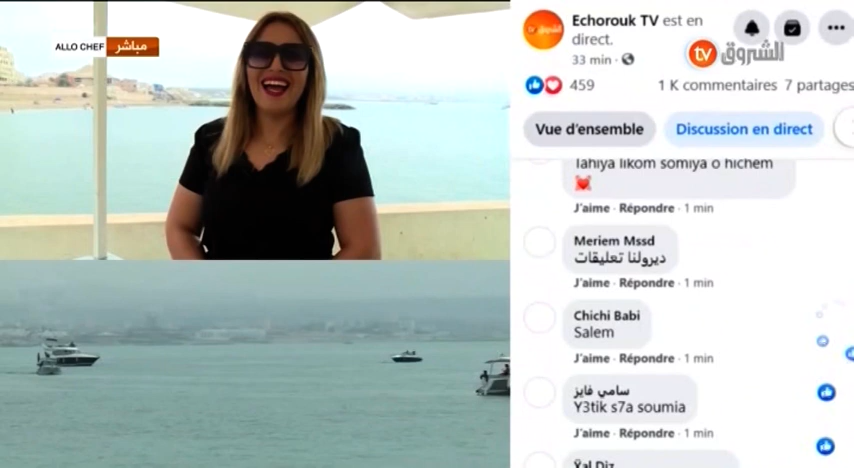 ALLO CHEF مباشر
Echorouk TV est en
direct.
33 min
الشروق tv
459
1 K commentaires 7 partages
Vue d’ensemble
Discussion en direct
Tahiya likom somiya o hichem
J’aime · Répondre · 1 min
Meriem Mssd
ديرولنا تعليقات
J’aime · Répondre · 1 min
Chichi Babi
Salem
J’aime · Répondre · 1 min
سامي فايز
Y3tik s7a soumia
J’aime · Répondre · 1 min